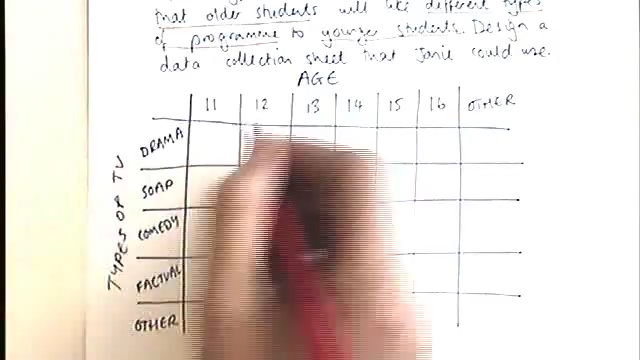 that older students will like different types
of programme to younger students. Design a
data collection sheet that Janie could use.
AGE
11 12 13 14 15 16 OTHER
TYPES OF TV
DRAMA
SOAP
COMEDY
FACTUAL
OTHER